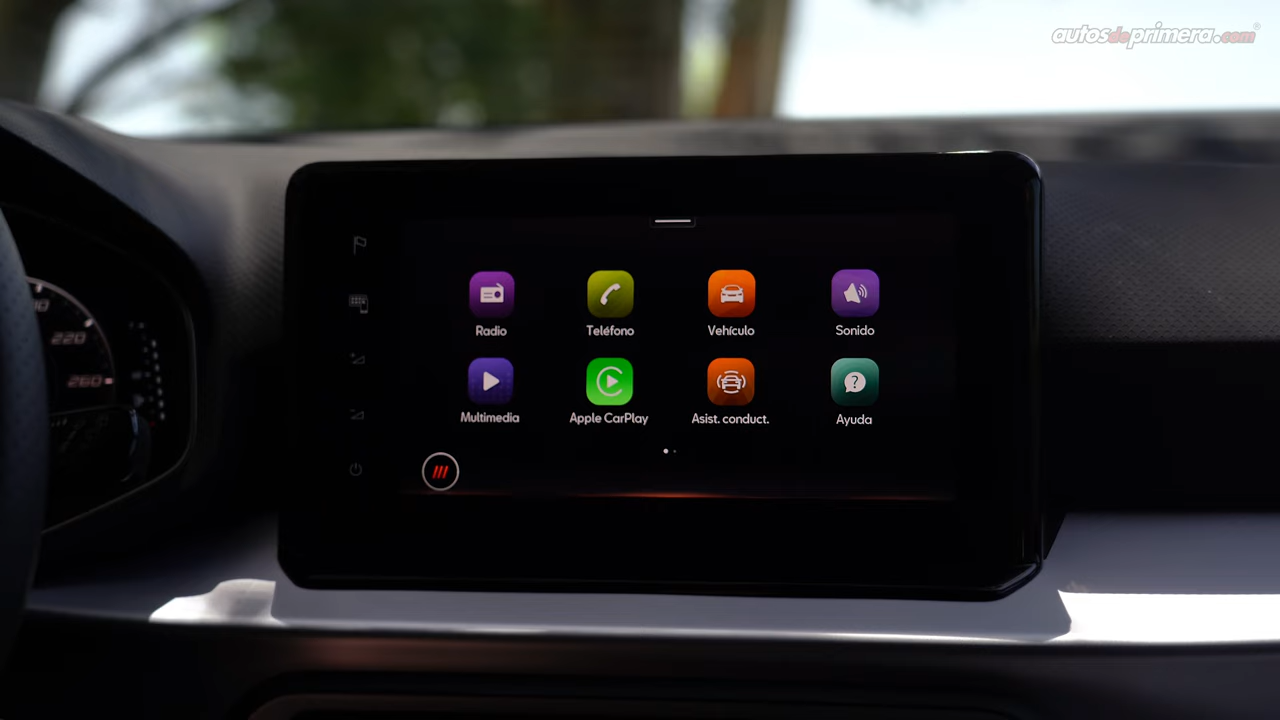 autosdeprimera.com
Radio
Teléfono
Vehículo
Sonido
Multimedia
Apple CarPlay
Asist. conduct.
Ayuda
220
260